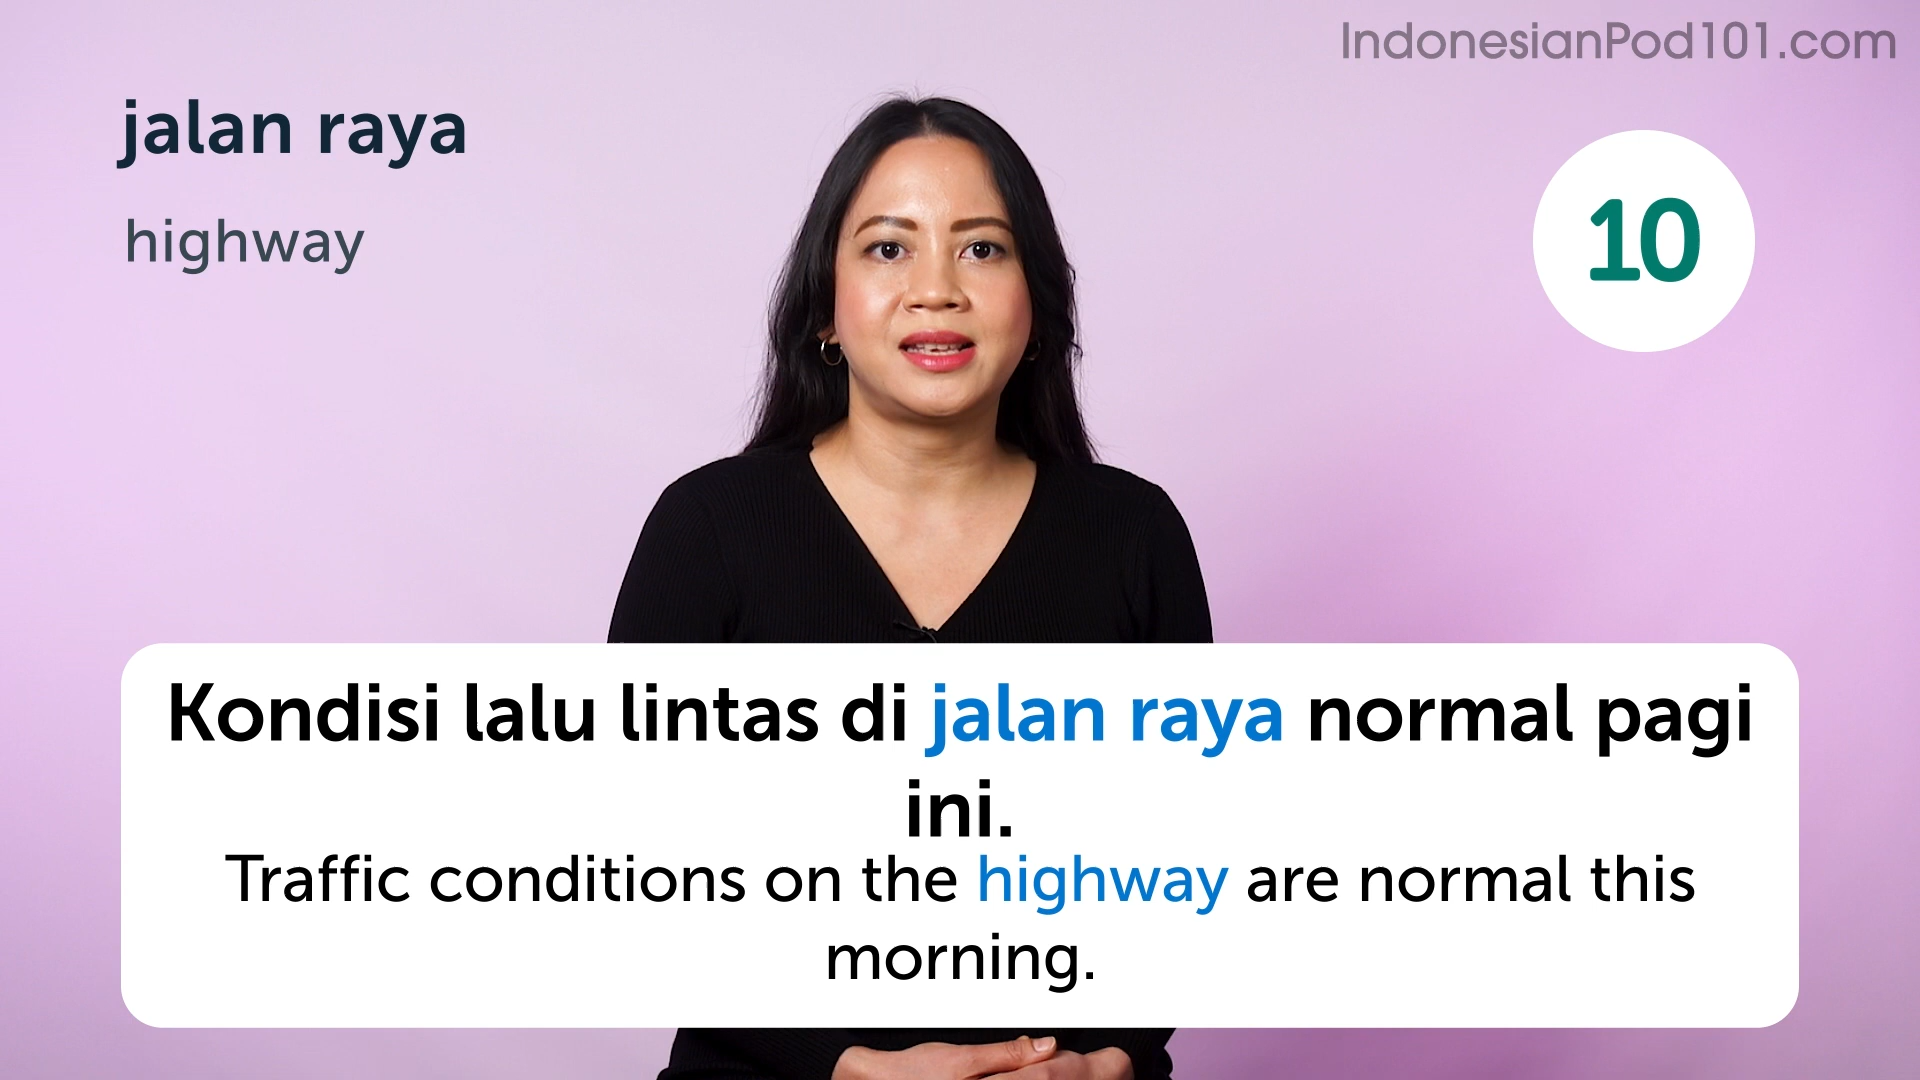 IndonesianPod101.com
jalan raya
highway
10
Kondisi lalu lintas di jalan raya normal pagi
ini.
Traffic conditions on the highway are normal this
morning.